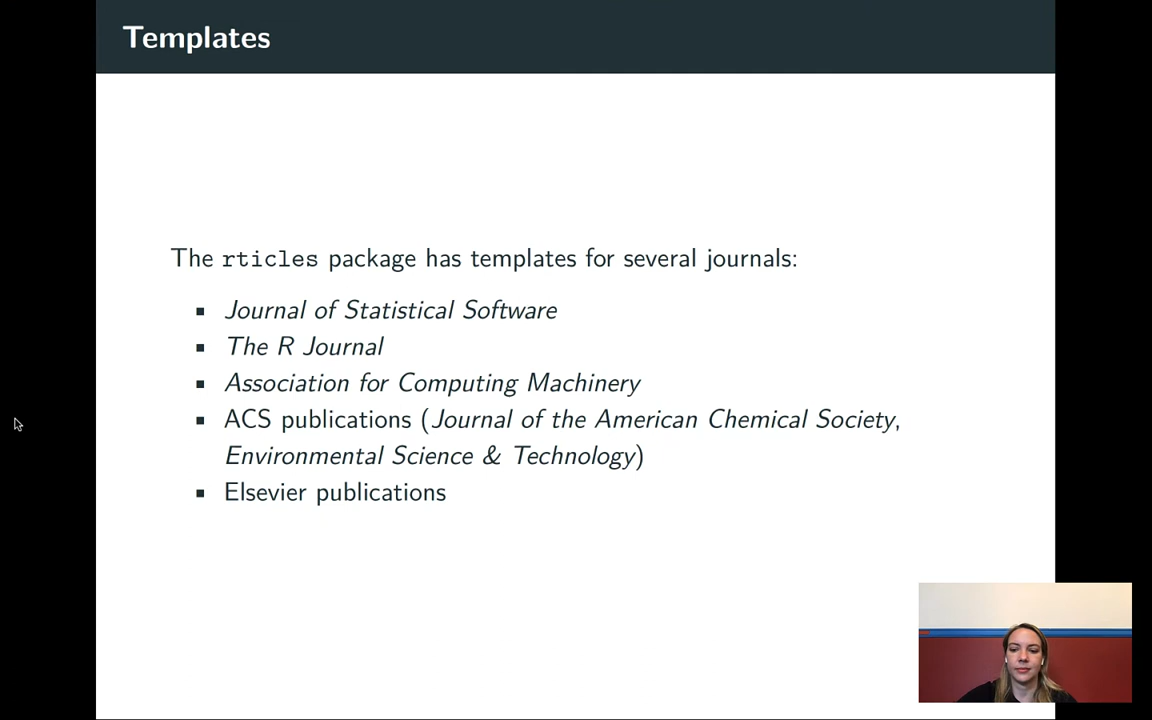 Templates
The rticles package has templates for several journals:
▪ Journal of Statistical Software
▪ The R Journal
▪ Association for Computing Machinery
▪ ACS publications (Journal of the American Chemical Society,
Environmental Science & Technology)
▪ Elsevier publications